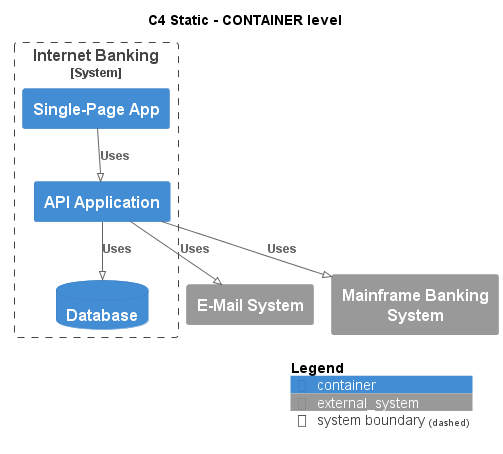 C4 Static - CONTAINER level
Internet Banking
[System]
Single-Page App
Uses
API Application
Uses
Uses
Uses
Database
E-Mail System
Mainframe Banking
System
Legend
container
external_system
system boundary (dashed)